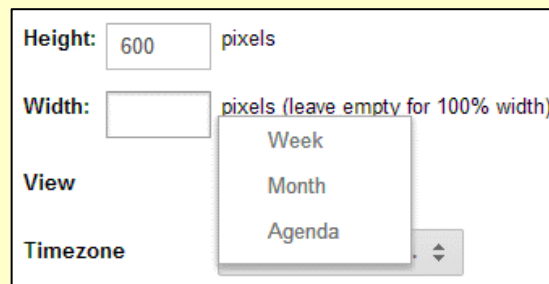 Height: 600 pixels
Width: pixels (leave empty for 100% width)
Week
View
Month
Agenda
Timezone